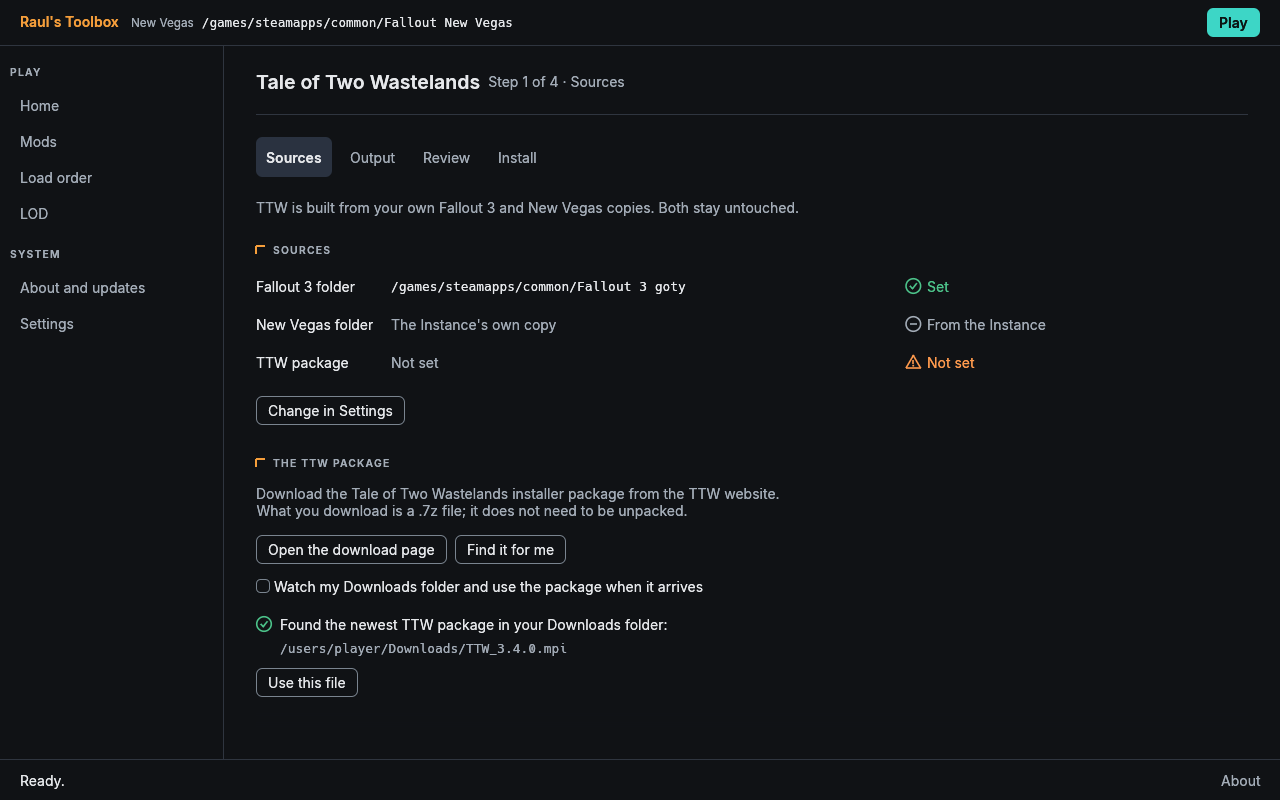 Raul's Toolbox New Vegas /games/steamapps/common/Fallout New Vegas Play
PLAY
Home
Mods
Load order
LOD
SYSTEM
About and updates
Settings
Tale of Two Wastelands Step 1 of 4 · Sources
Sources Output Review Install
TTW is built from your own Fallout 3 and New Vegas copies. Both stay untouched.
SOURCES
Fallout 3 folder /games/steamapps/common/Fallout 3 goty Set
New Vegas folder The Instance's own copy From the Instance
TTW package Not set Not set
Change in Settings
THE TTW PACKAGE
Download the Tale of Two Wastelands installer package from the TTW website.
What you download is a .7z file; it does not need to be unpacked.
Open the download page Find it for me
Watch my Downloads folder and use the package when it arrives
Found the newest TTW package in your Downloads folder:
/users/player/Downloads/TTW_3.4.0.mpi
Use this file
Ready. About